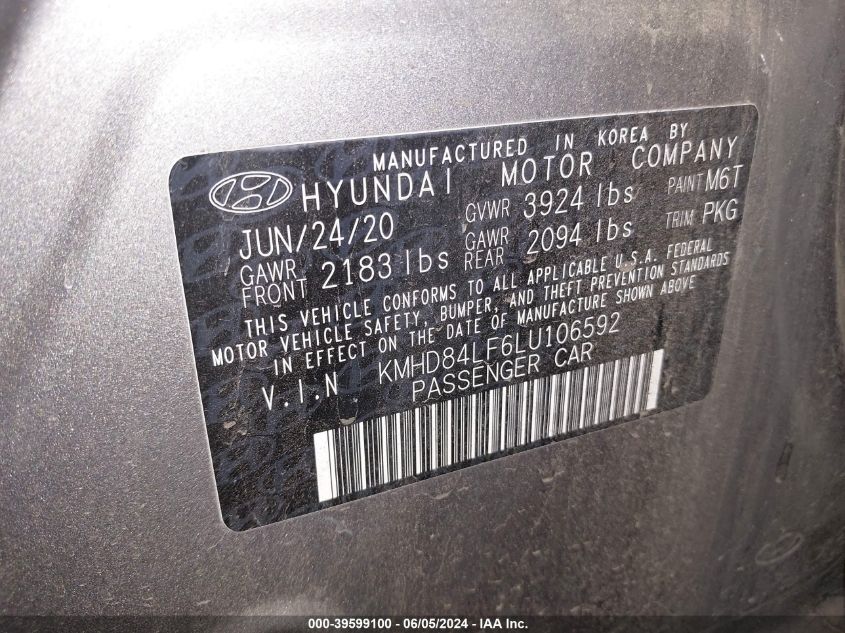 MANUFACTURED IN KOREA BY
HYUNDAI MOTOR COMPANY
JUN/24/20 GVWR 3924 lbs PAINT M6T
GAWR FRONT 2183 lbs GAWR REAR 2094 lbs TRIM PKG
THIS VEHICLE CONFORMS TO ALL APPLICABLE U.S.A. FEDERAL
MOTOR VEHICLE SAFETY, BUMPER, AND THEFT PREVENTION STANDARDS
IN EFFECT ON THE DATE OF MANUFACTURE SHOWN ABOVE
V.I.N KMHD84LF6LU106592
PASSENGER CAR
000-39599100 - 06/05/2024 - IAA Inc.